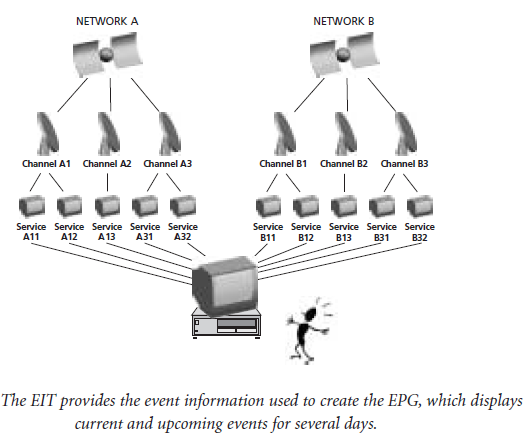 NETWORK A NETWORK B
Channel A1 Channel A2 Channel A3 Channel B1 Channel B2 Channel B3
Service Service Service Service Service Service Service Service Service Service
A11 A12 A13 A31 A32 B11 B12 B13 B31 B32
The EIT provides the event information used to create the EPG, which displays
current and upcoming events for several days.